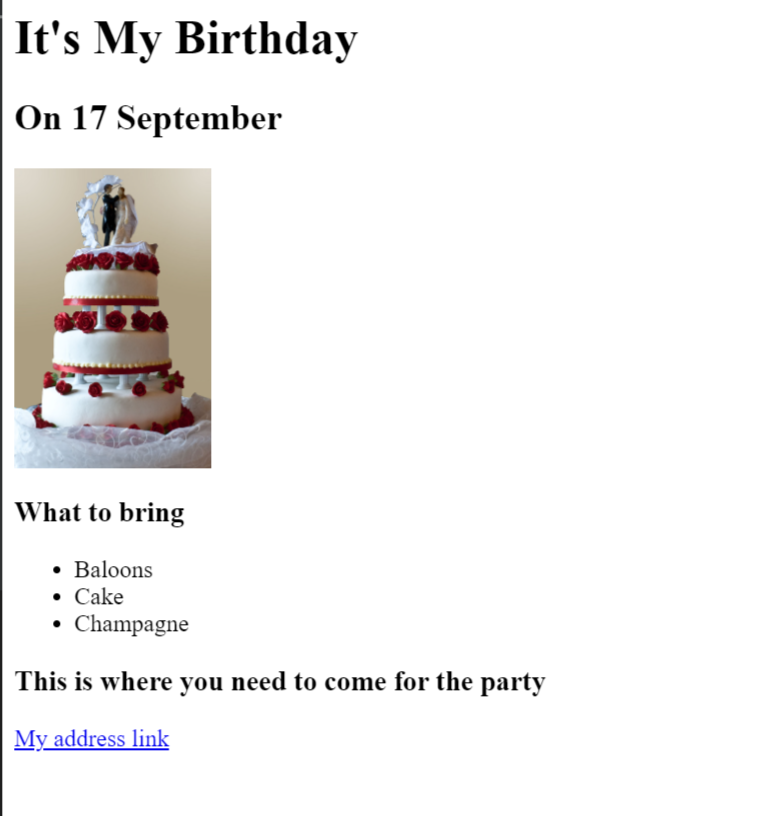 It's My Birthday
On 17 September
What to bring
Baloons
Cake
Champagne
This is where you need to come for the party
My address link